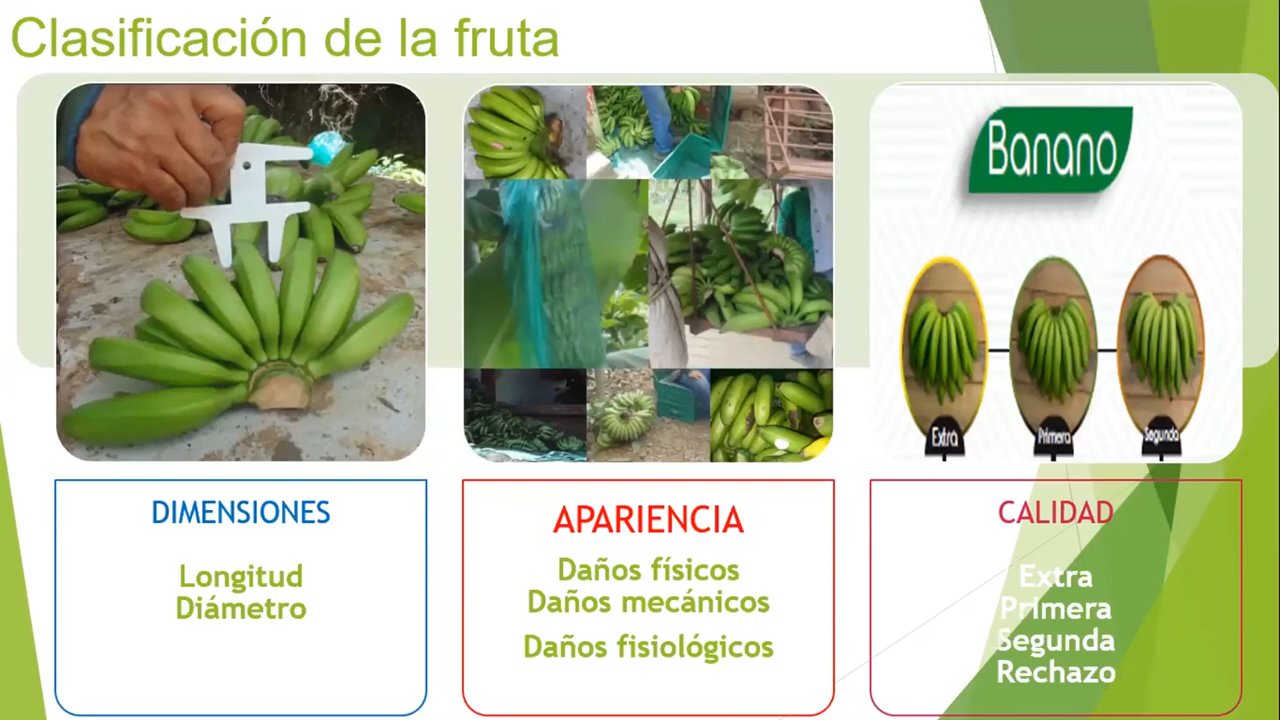 Clasificación de la fruta
Banano
Extra
Primera
Segunda
DIMENSIONES
Longitud
Diámetro
APARIENCIA
Daños físicos
Daños mecánicos
Daños fisiológicos
CALIDAD
Extra
Primera
Segunda
Rechazo